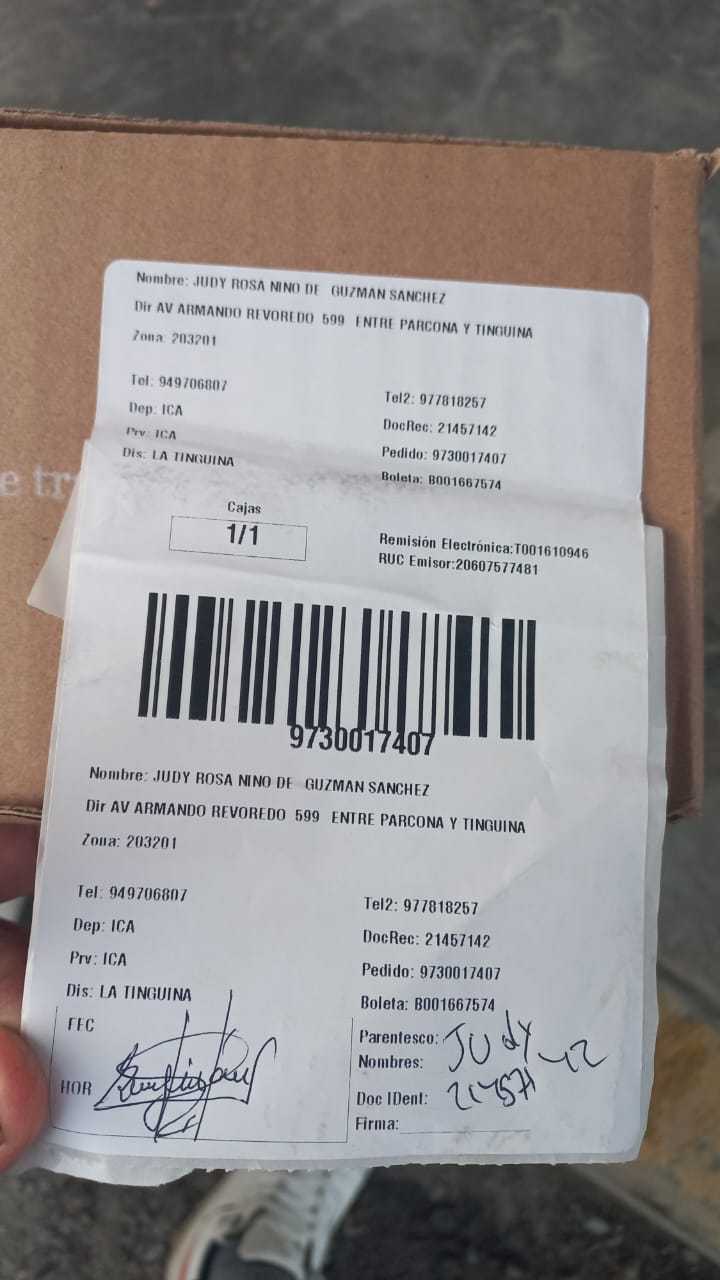 Nombre: JUDY ROSA NINO DE GUZMAN SANCHEZ
Dir AV ARMANDO REVOREDO 599 ENTRE PARCONA Y TINGUINA
Zona: 203201
Tel: 949706807 Tel2: 977818257
Dep: ICA DocRec: 21457142
Prv: ICA Pedido: 9730017407
Dis: LA TINGUINA Boleta: B001667574
e tr
Cajas
1/1
Remisión Electrónica:T001610946
RUC Emisor:20607577481
9730017407
Nombre: JUDY ROSA NINO DE GUZMAN SANCHEZ
Dir AV ARMANDO REVOREDO 599 ENTRE PARCONA Y TINGUINA
Zona: 203201
Tel: 949706807 Tel2: 977818257
Dep: ICA DocRec: 21457142
Prv: ICA Pedido: 9730017407
Dis: LA TINGUINA Boleta: B001667574
FEC
HOR
Parentesco:
Nombres: Judy
Doc IDent: 21457142
Firma: